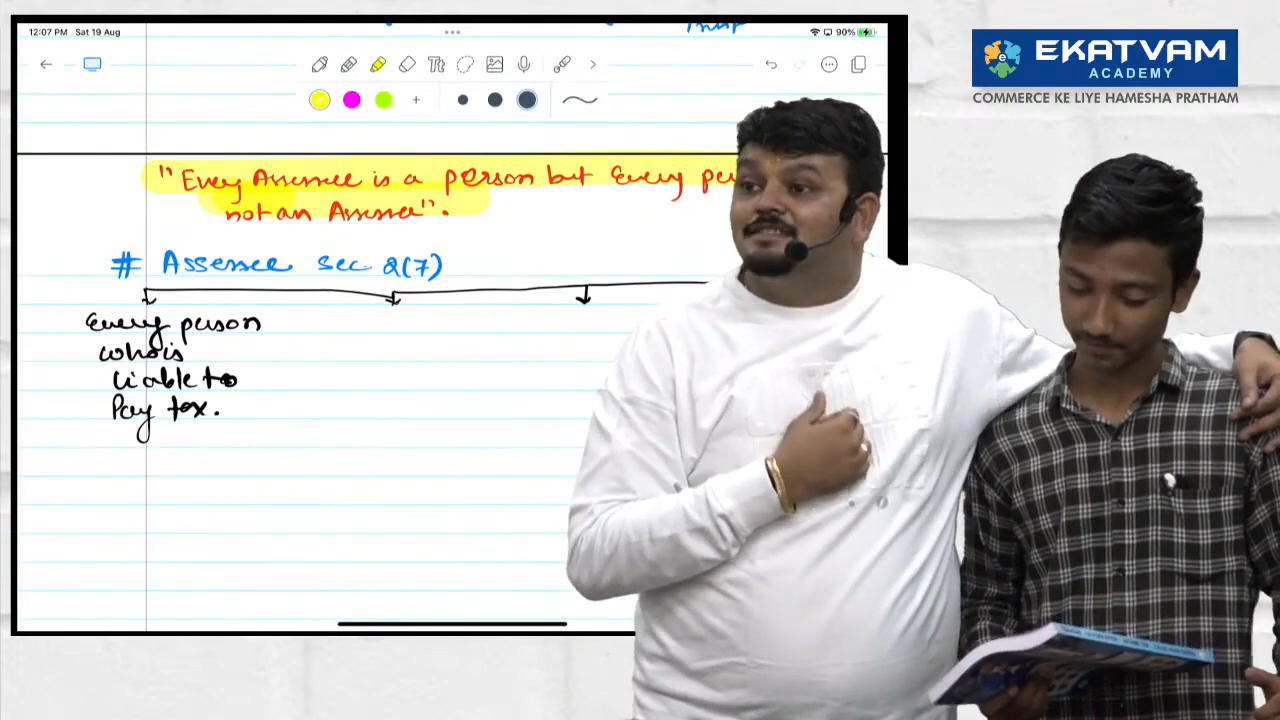 12:07 PM Sat 19 Aug
90%
EKATVAM
ACADEMY
COMMERCE KE LIYE HAMESHA PRATHAM
Tt
"Every Assessee is a person but Every
not an Assessee".
# Assessee sec 2(7)
Every person
who is
liable to
Pay tax.